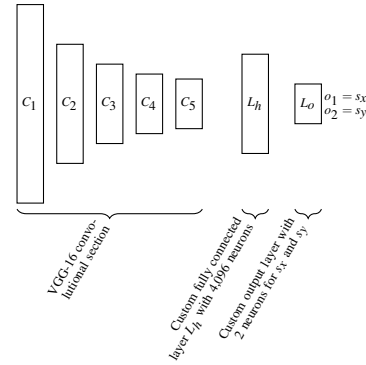 C1
C2
C3
C4
C5
Lh
Lo
o1 = sx
o2 = sy
VGG-16 convo-
lutional section
Custom fully connected
layer Lh with 4,096 neurons
Custom output layer with
2 neurons for sx and sy